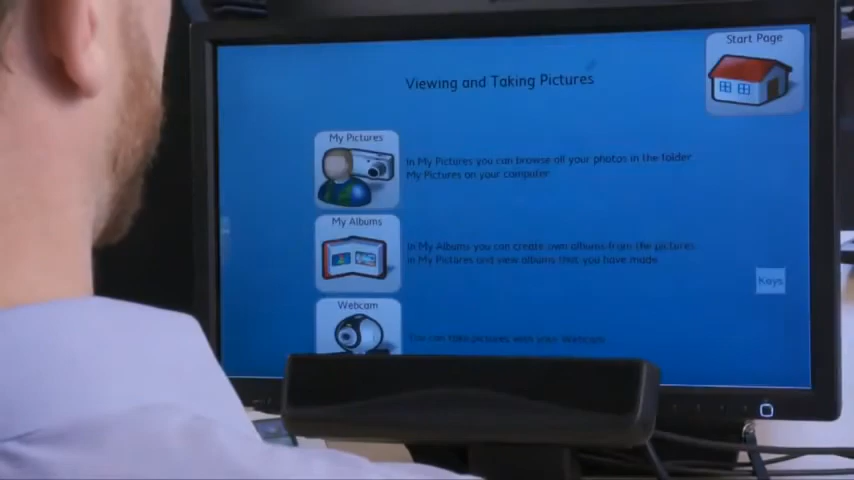 Start Page
Viewing and Taking Pictures
My Pictures
In My Pictures you can browse all your photos in the folder
My Pictures on your computer.
My Albums
In My Albums you can create own albums from the pictures
in My Pictures and view albums that you have made.
Keys
Webcam
You can take pictures with your Webcam.